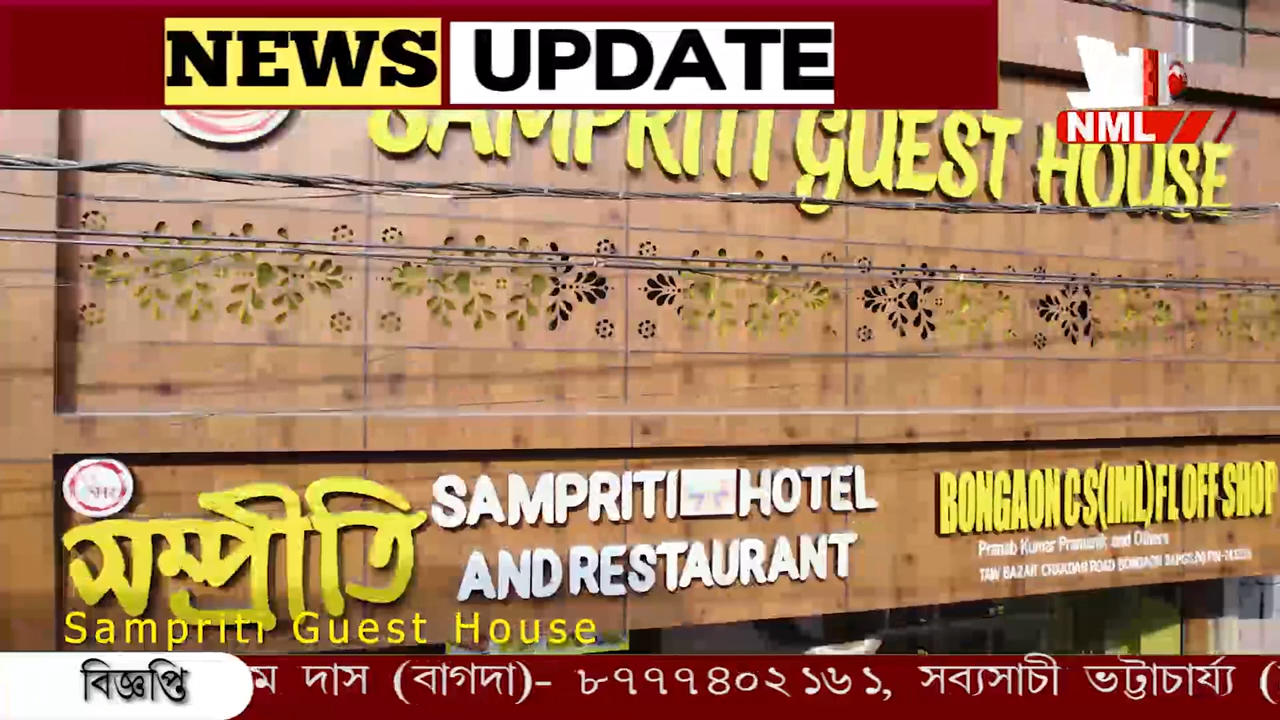 NEWS UPDATE
NML
SAMPRITI GUEST HOUSE
সম্প্রীতি
SAMPRITI HOTEL
AND RESTAURANT
BONGAON C S (IML) F L OFF SHOP
Pranab Kumar Pramanik and Others
Sampriti Guest House
বিজ্ঞপ্তি
ম দাস (বাগদা)- ৮৭৭৭৪০২১৬১, সব্যসাচী ভট্টাচার্য্য (